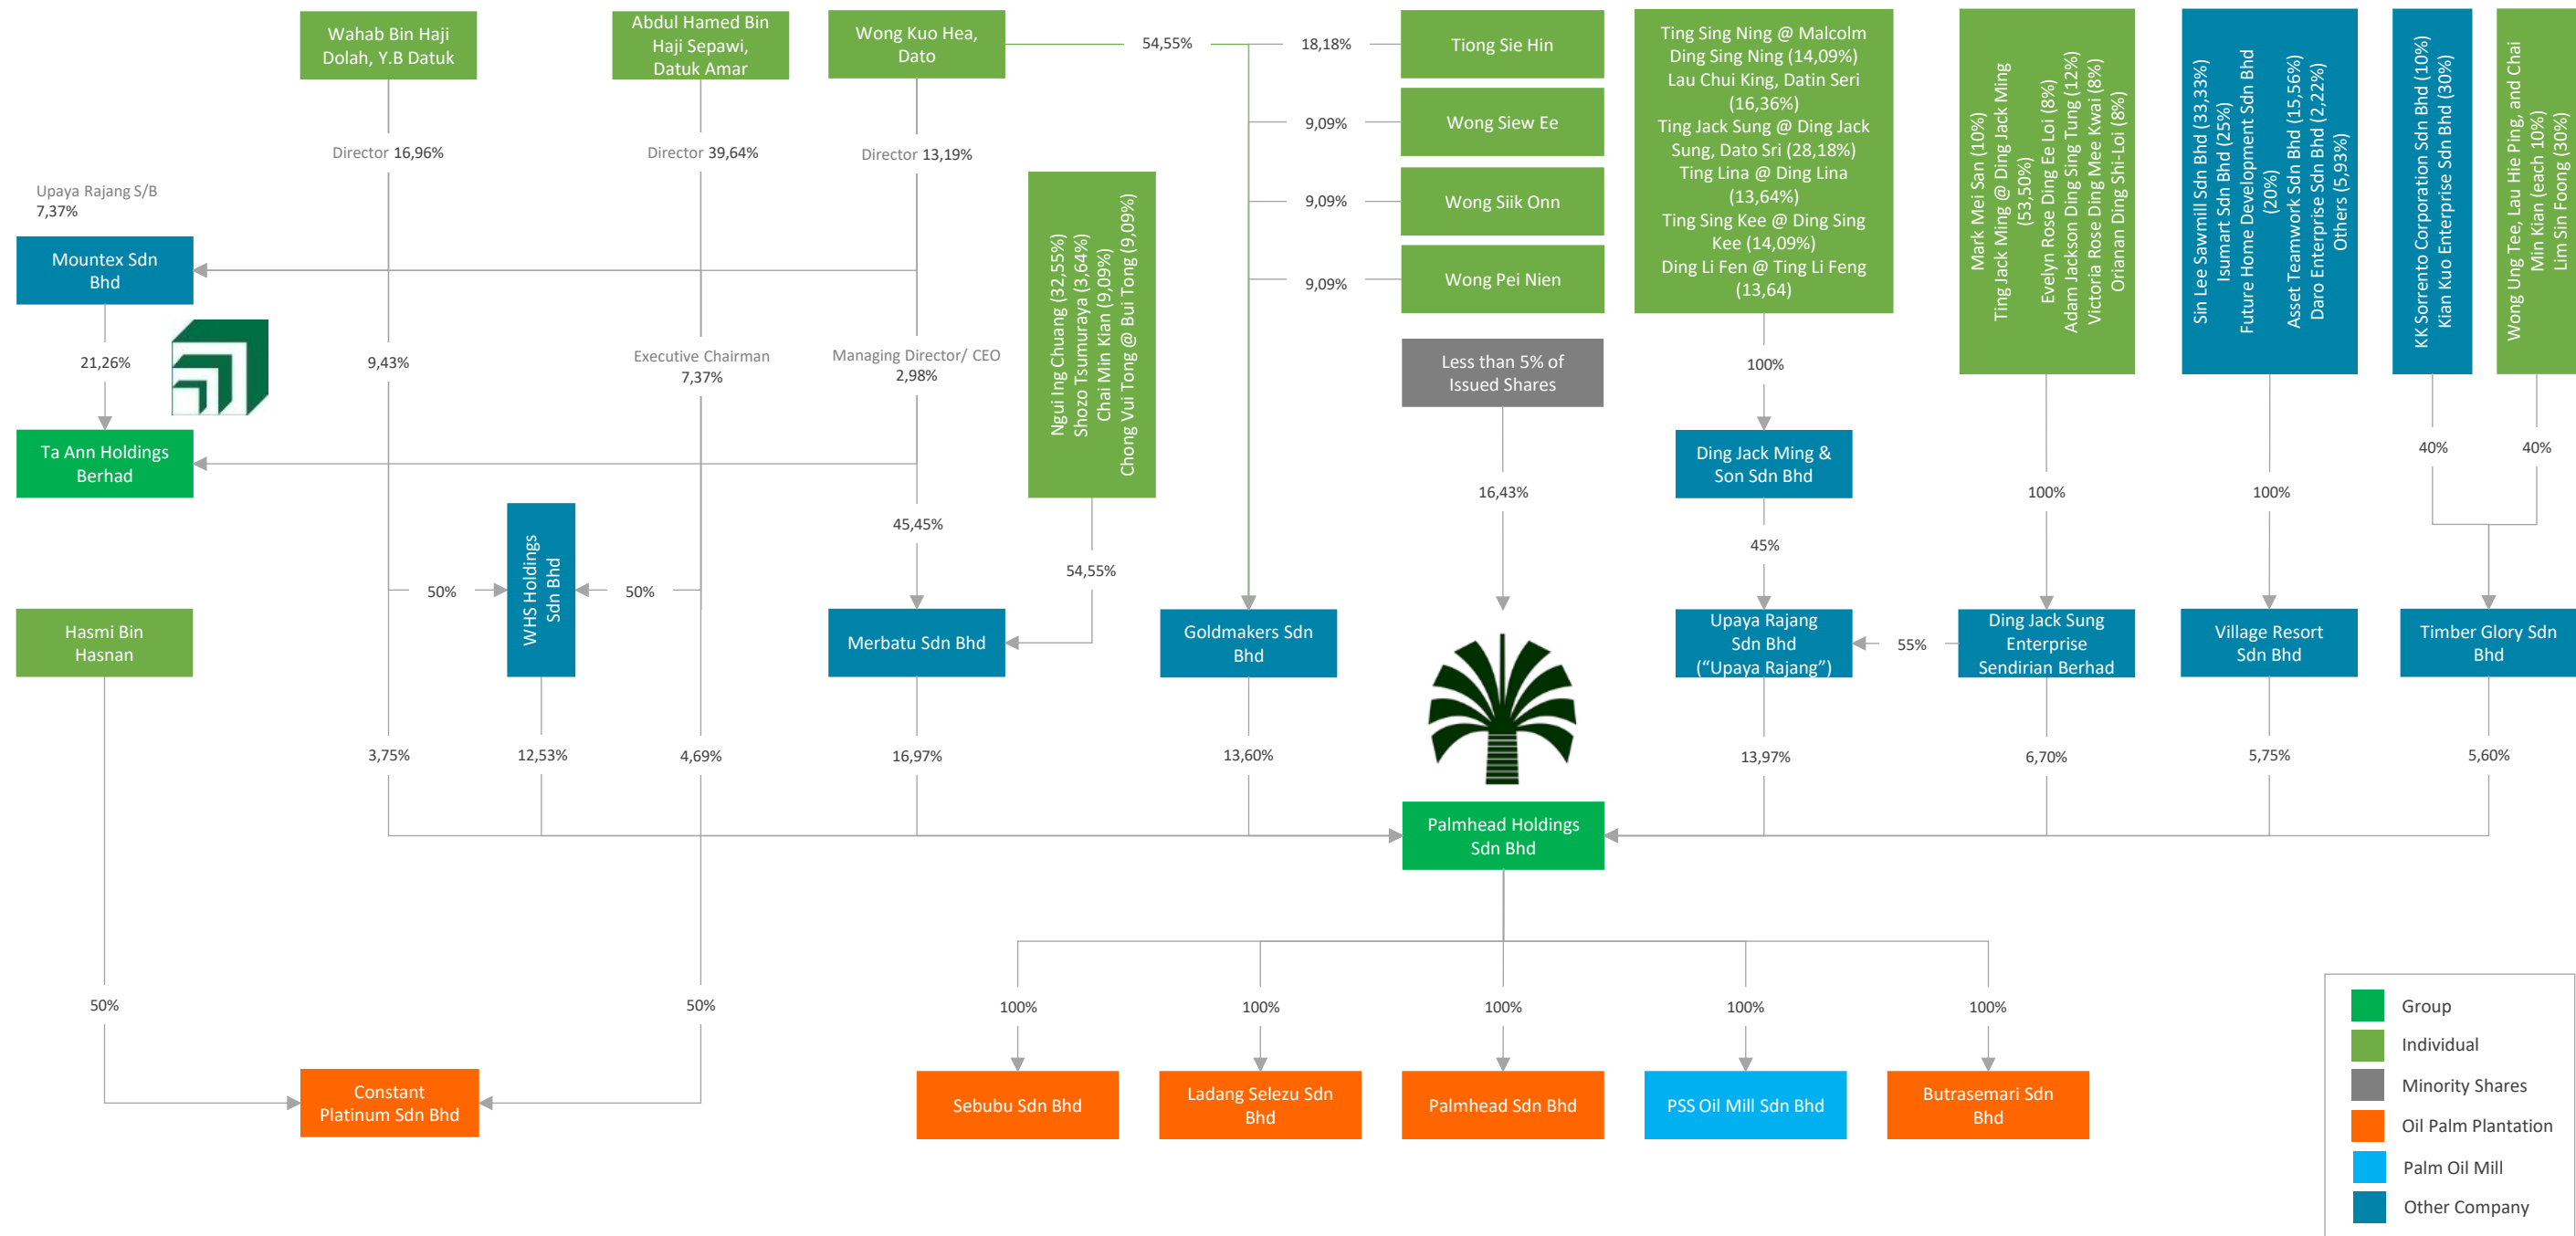 Wahab Bin Haji
Dolah, Y.B Datuk
Abdul Hamed Bin
Haji Sepawi,
Datuk Amar
Wong Kuo Hea,
Dato
54,55%
18,18%
Tiong Sie Hin
9,09%
Wong Siew Ee
9,09%
Wong Siik Onn
9,09%
Wong Pei Nien
Less than 5% of
Issued Shares
16,43%
Ting Sing Ning @ Malcolm
Ding Sing Ning (14,09%)
Lau Chui King, Datin Seri
(16,36%)
Ting Jack Sung @ Ding Jack
Sung, Dato Sri (28,18%)
Ting Lina @ Ding Lina
(13,64%)
Ting Sing Kee @ Ding Sing
Kee (14,09%)
Ding Li Fen @ Ting Li Feng
(13,64)
Mark Mei San (10%)
Ting Jack Ming @ Ding Jack Ming
(53,50%)
Evelyn Rose Ding Ee Loi (8%)
Adam Jackson Ding Sing Tung (12%)
Victoria Rose Ding Mee Kwai (8%)
Orianan Ding Shi-Loi (8%)
Sin Lee Sawmill Sdn Bhd (33,33%)
Isumart Sdn Bhd (25%)
Future Home Development Sdn Bhd
(20%)
Asset Teamwork Sdn Bhd (15,56%)
Daro Enterprise Sdn Bhd (2,22%)
Others (5,93%)
KK Sorrento Corporation Sdn Bhd (10%)
Kian Kuo Enterprise Sdn Bhd (30%)
Wong Ung Tee, Lau Hie Ping, and Chai
Min Kian (each 10%)
Lim Sin Foong (30%)
Director 16,96%
Director 39,64%
Director 13,19%
Upaya Rajang S/B
7,37%
Mountex Sdn
Bhd
21,26%
Ta Ann Holdings
Berhad
9,43%
Executive Chairman
7,37%
Managing Director/ CEO
2,98%
Ngui Ing Chuang (32,55%)
Shozo Tsumuraya (3,64%)
Chai Min Kian (9,09%)
Chong Vui Tong @ Bui Tong (9,09%)
100%
Ding Jack Ming &
Son Sdn Bhd
45%
100%
100%
40%
40%
45,45%
54,55%
50%
WHS Holdings
Sdn Bhd
50%
Hasmi Bin
Hasnan
Merbatu Sdn Bhd
Goldmakers Sdn
Bhd
Upaya Rajang
Sdn Bhd
(“Upaya Rajang”)
55%
Ding Jack Sung
Enterprise
Sendirian Berhad
Village Resort
Sdn Bhd
Timber Glory Sdn
Bhd
3,75%
12,53%
4,69%
16,97%
13,60%
13,97%
6,70%
5,75%
5,60%
Palmhead Holdings
Sdn Bhd
50%
50%
100%
100%
100%
100%
100%
Constant
Platinum Sdn Bhd
Sebubu Sdn Bhd
Ladang Selezu Sdn
Bhd
Palmhead Sdn Bhd
PSS Oil Mill Sdn Bhd
Butrasemari Sdn
Bhd
Group
Individual
Minority Shares
Oil Palm Plantation
Palm Oil Mill
Other Company